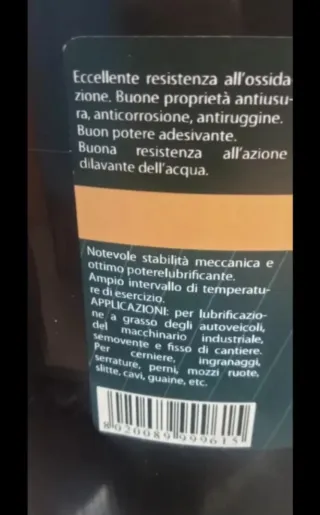 Eccellente resistenza all'ossida
zione. Buone proprietà antiusu-
ra, anticorrosione, antiruggine.
Buon potere adesivante.
Buona resistenza all'azione
dilavante dell'acqua.
Notevole stabilità meccanica e
ottimo poterelubrificante.
Ampio intervallo di temperatu-
re di esercizio.
APPLICAZIONI: per lubrificazio-
ne a grasso degli autoveicoli,
del macchinario industriale,
semovente e fisso di cantiere.
Per cerniere, ingranaggi,
serrature, perni, mozzi ruote,
slitte, cavi, guaine, etc.
8 020089 999615